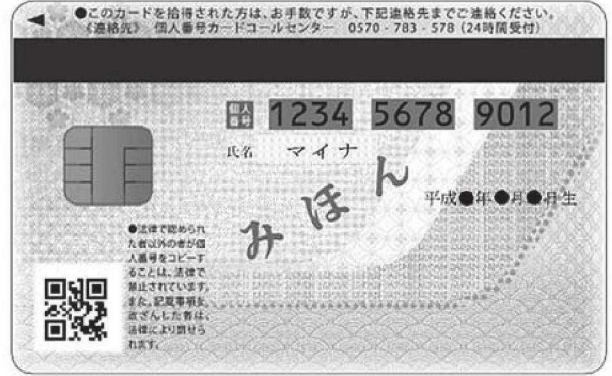 ●このカードを拾得された方は、お手数ですが、下記連絡先までご連絡ください。
《連絡先》 個人番号カードコールセンター 0570-783-578 (24時間受付)
個人番号 1234 5678 9012
氏名 マイナ
みほん
平成●年●月●日生
●法律で認められ
た者以外の者が個
人番号をコピーす
ることは、法律で
禁止されています。
また、記載事項を
改ざんした者は、
法律により罰せら
れます。